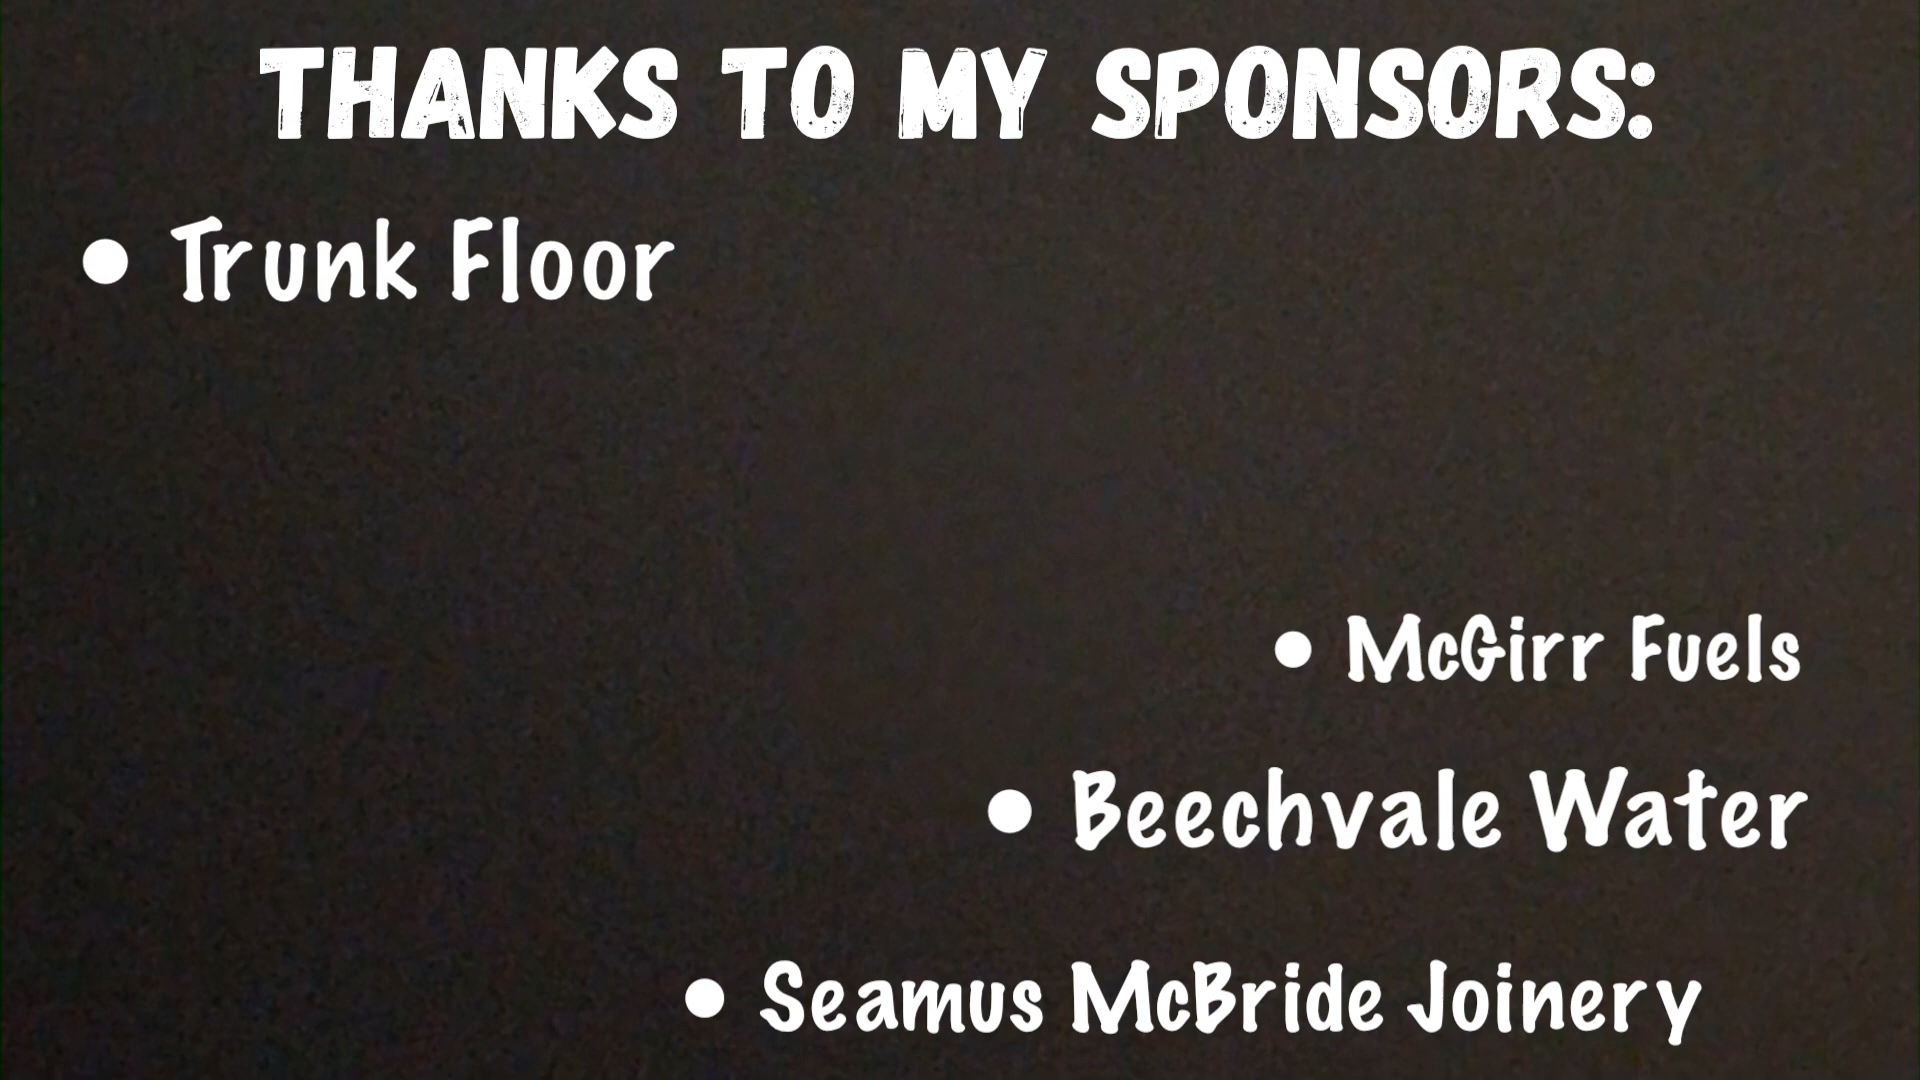 THANKS TO MY SPONSORS:
• Trunk Floor
• McGirr Fuels
• Beechvale Water
• Seamus McBride Joinery